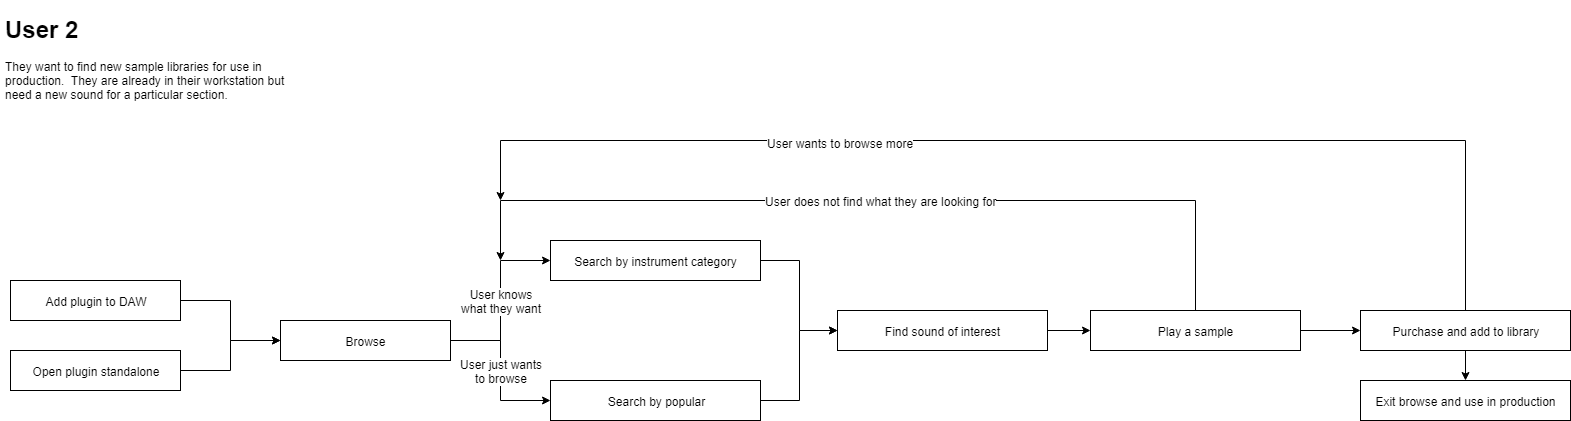 User 2
They want to find new sample libraries for use in
production.  They are already in their workstation but
need a new sound for a particular section.
User wants to browse more
User does not find what they are looking for
Search by instrument category
Add plugin to DAW
User knows
what they want
Browse
Find sound of interest
Play a sample
Purchase and add to library
Open plugin standalone
User just wants
to browse
Search by popular
Exit browse and use in production